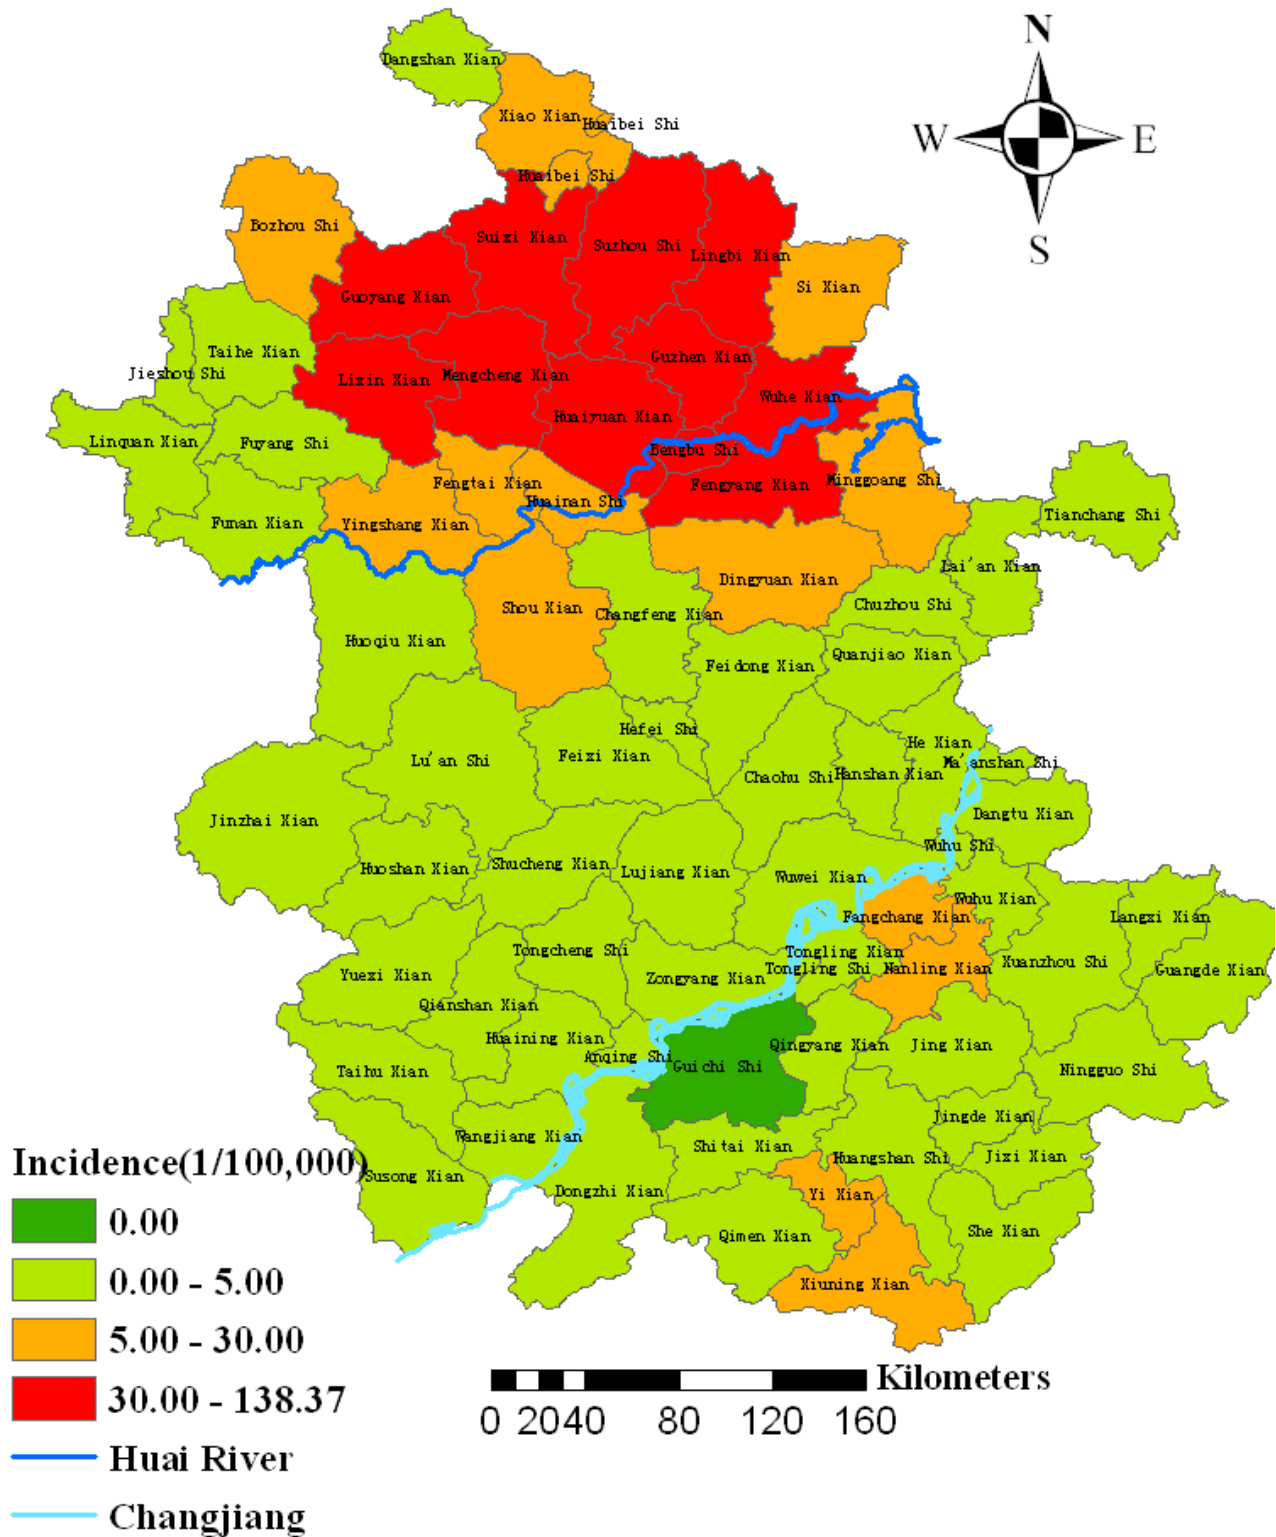 N
Dangshan Xian
Xiao Xian
Huaibei Shi
W
E
Huaibei Shi
Bozhou Shi
Suixi Xian
Suzhou Shi
Lingbi Xian
S
Si Xian
Guoyang Xian
Taihe Xian
Guzhen Xian
Jieshou Shi
Lixin Xian
Mengcheng Xian
Wuhe Xian
Huaiyuan Xian
Linquan Xian
Fuyang Shi
Bengbu Shi
Fengtai Xian
Fengyang Xian
Minggoang Shi
Huainan Shi
Tianchang Shi
Funan Xian
Yingshang Xian
Lai'an Xian
Dingyuan Xian
Shou Xian
Changfeng Xian
Chuzhou Shi
Huoqiu Xian
Quanjiao Xian
Feidong Xian
Hefei Shi
He Xian
Lu'an Shi
Feixi Xian
Ma'anshan Shi
Chaohu Shi
Hanshan Xian
Jinzhai Xian
Dangtu Xian
Wuhu Shi
Huoshan Xian
Shucheng Xian
Lujiang Xian
Wuwei Xian
Wuhu Xian
Fangchang Xian
Langxi Xian
Tongcheng Shi
Tongling Xian
Xuanzhou Shi
Yuexi Xian
Zongyang Xian
Tongling Shi
Nanling Xian
Guangde Xian
Qianshan Xian
Huaining Xian
Qingyang Xian
Jing Xian
Anqing Shi
Guichi Shi
Taihu Xian
Ningguo Shi
Jingde Xian
Wangjiang Xian
Shitai Xian
Huangshan Shi
Jixi Xian
Incidence(1/100,000)
Susong Xian
Dongzhi Xian
Yi Xian
0.00
Qimen Xian
She Xian
0.00 - 5.00
Xiuning Xian
5.00 - 30.00
Kilometers
30.00 - 138.37
0 20 40 80 120 160
Huai River
Changjiang